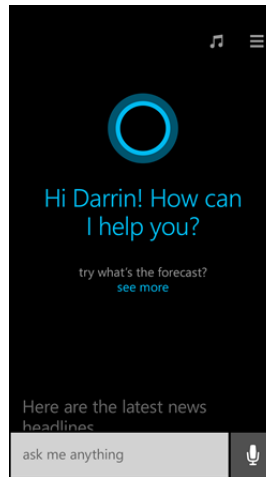 Hi Darrin! How can
I help you?
try what's the forecast?
see more
Here are the latest news
headlines
ask me anything